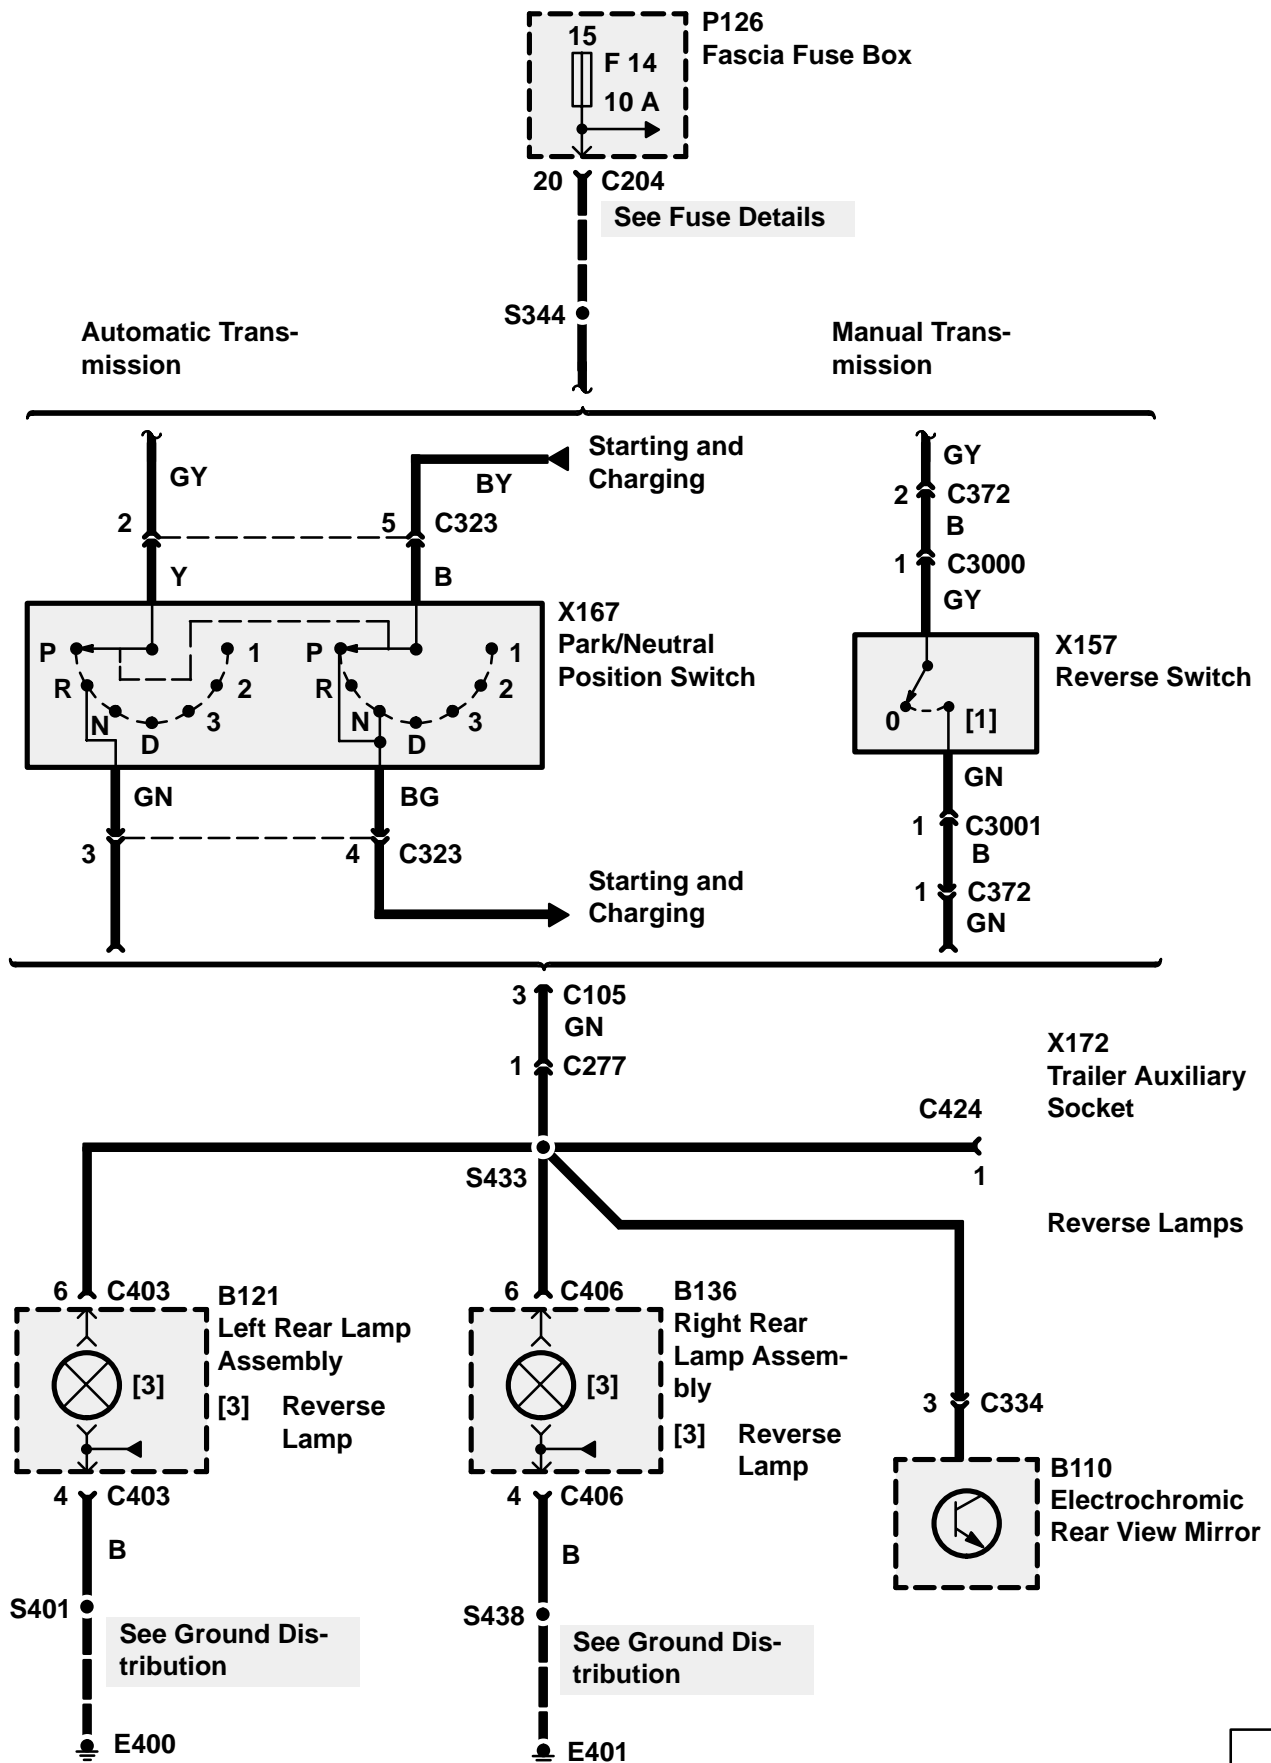 P126
15
F 14
Fascia Fuse Box
10 A
20
C204
See Fuse Details
S344
Automatic Trans-
mission
Manual Trans-
mission
GY
Starting and
Charging
BY
2
5
C323
Y
B
GY
2
C372
B
1
C3000
GY
X167
Park/Neutral
Position Switch
P
R
N
D
3
2
1
P
R
N
D
3
2
1
X157
Reverse Switch
0
[1]
GN
BG
3
4
C323
Starting and
Charging
GN
1
C3001
B
1
C372
GN
3
C105
GN
1
C277
X172
Trailer Auxiliary
Socket
C424
1
S433
Reverse Lamps
6
C403
B121
Left Rear Lamp
Assembly
[3]
[3] Reverse
Lamp
4
C403
B
S401
See Ground Dis-
tribution
E400
6
C406
B136
Right Rear
Lamp Assem-
bly
[3]
[3] Reverse
Lamp
4
C406
B
S438
See Ground Dis-
tribution
E401
3
C334
B110
Electrochromic
Rear View Mirror